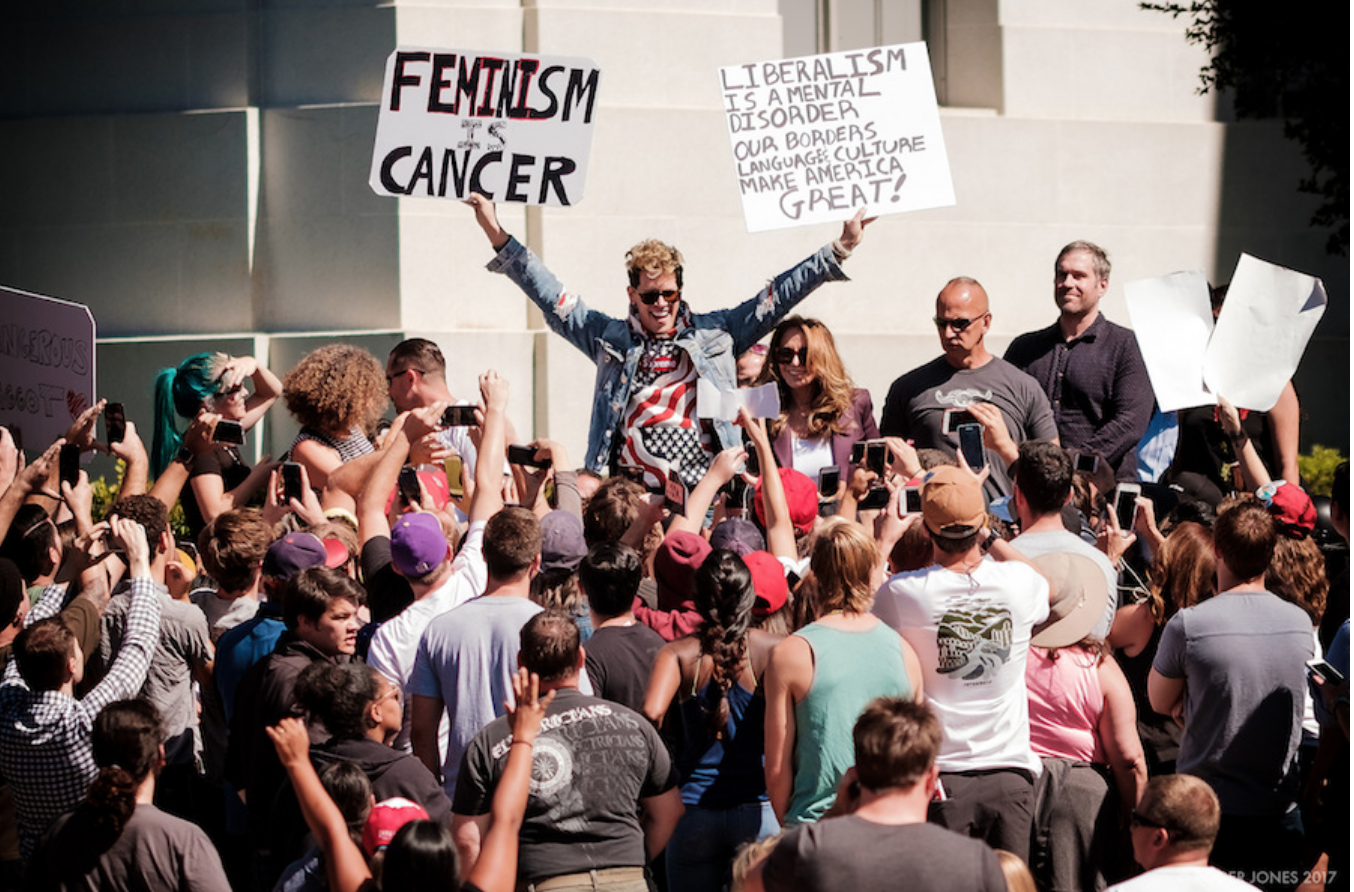 FEMINISM
IS
CANCER
LIBERALISM
IS A MENTAL
DISORDER
OUR BORDERS
LANGUAGE & CULTURE
MAKE AMERICA
GREAT!
ELECTRICIANS
JONES 2017